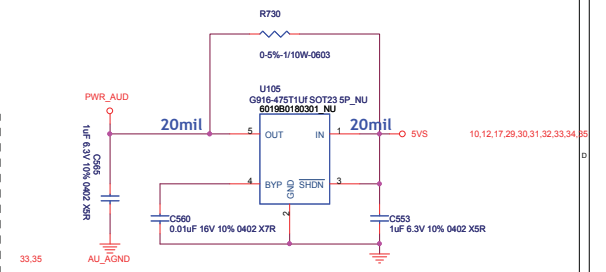 R730
0-5%-1/10W-0603
U105
G916-475T1Uf SOT23 5P_NU
6019B0180301_NU
PWR_AUD
20mil
5 OUT IN 1
20mil
5VS
10,12,17,29,30,31,32,33,34,35
D
C565
1uF 6.3V 10% 0402 X5R
4 BYP SHDN 3
GND
2
C560
0.01uF 16V 10% 0402 X7R
C553
1uF 6.3V 10% 0402 X5R
33,35
AU_AGND